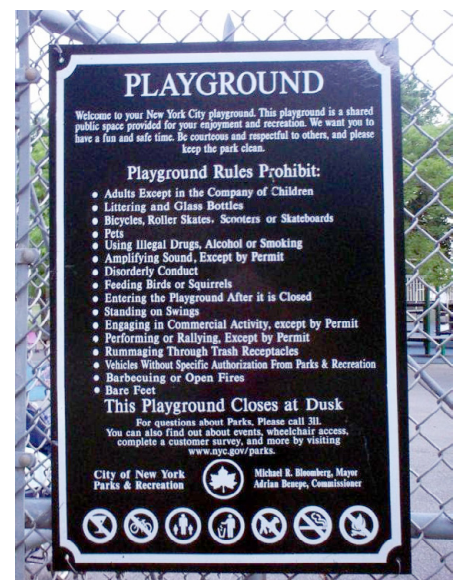 PLAYGROUND
Welcome to your New York City playground. This playground is a shared
public space provided for your enjoyment and recreation. We want you to
have a fun and safe time. Be courteous and respectful to others, and please
keep the park clean.
Playground Rules Prohibit:
• Adults Except in the Company of Children
• Littering and Glass Bottles
• Bicycles, Roller Skates, Scooters or Skateboards
• Pets
• Using Illegal Drugs, Alcohol or Smoking
• Amplifying Sound, Except by Permit
• Disorderly Conduct
• Feeding Birds or Squirrels
• Entering the Playground After it is Closed
• Standing on Swings
• Engaging in Commercial Activity, except by Permit
• Performing or Rallying, Except by Permit
• Rummaging Through Trash Receptacles
• Vehicles Without Specific Authorization From Parks & Recreation
• Barbecuing or Open Fires
• Bare Feet
This Playground Closes at Dusk
For questions about Parks, Please call 311.
You can also find out about events, wheelchair access,
complete a customer survey, and more by visiting
www.nyc.gov/parks.
City of New York
Parks & Recreation
Michael R. Bloomberg, Mayor
Adrian Benepe, Commissioner